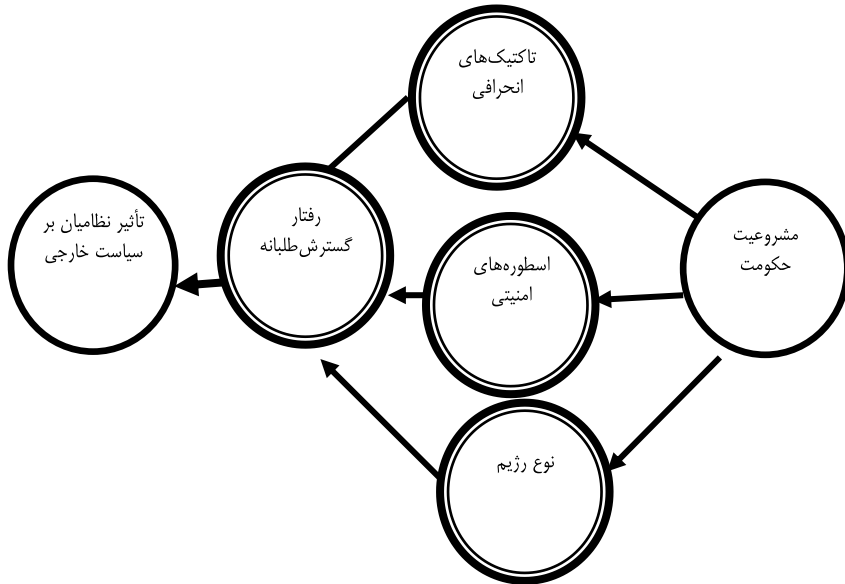 تاکتیک‌های
انحرافی
مشروعیت
حکومت
اسطوره‌های
امنیتی
نوع رژیم
رفتار
گسترش‌طلبانه
تأثیر نظامیان بر
سیاست خارجی